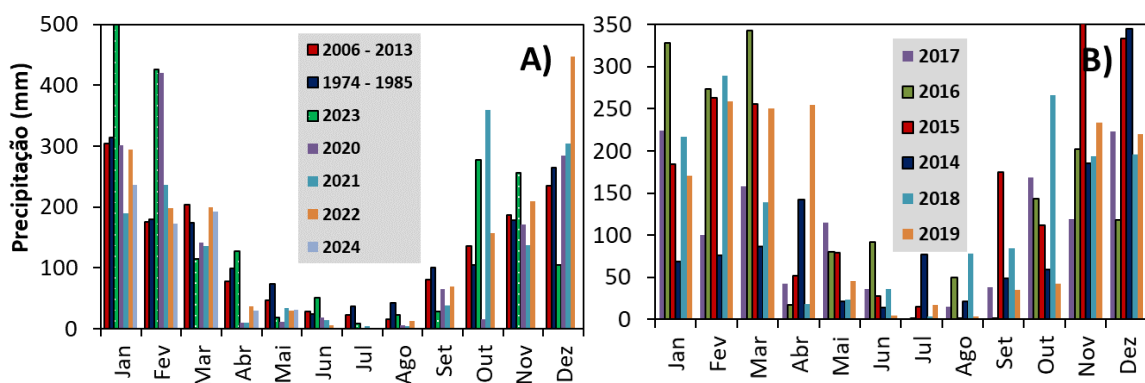 Precipitação (mm)
500
400
300
200
100
0
A)
2006 - 2013
1974 - 1985
2023
2020
2021
2022
2024
Jan
Fev
Mar
Abr
Mai
Jun
Jul
Ago
Set
Out
Nov
Dez
350
300
250
200
150
100
50
0
B)
2017
2016
2015
2014
2018
2019
Jan
Fev
Mar
Abr
Mai
Jun
Jul
Ago
Set
Out
Nov
Dez